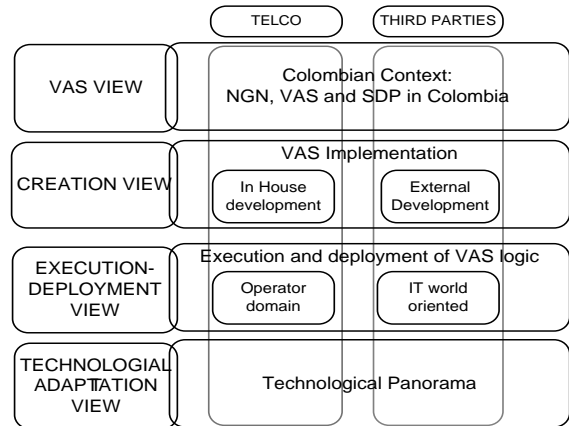 TELCO
THIRD PARTIES
VAS VIEW
Colombian Context:
NGN, VAS and SDP in Colombia
CREATION VIEW
VAS Implementation
In House
development
External
Development
EXECUTION-
DEPLOYMENT
VIEW
Execution and deployment of VAS logic
Operator
domain
IT world
oriented
TECHNOLOGIAL
ADAPTATION
VIEW
Technological Panorama